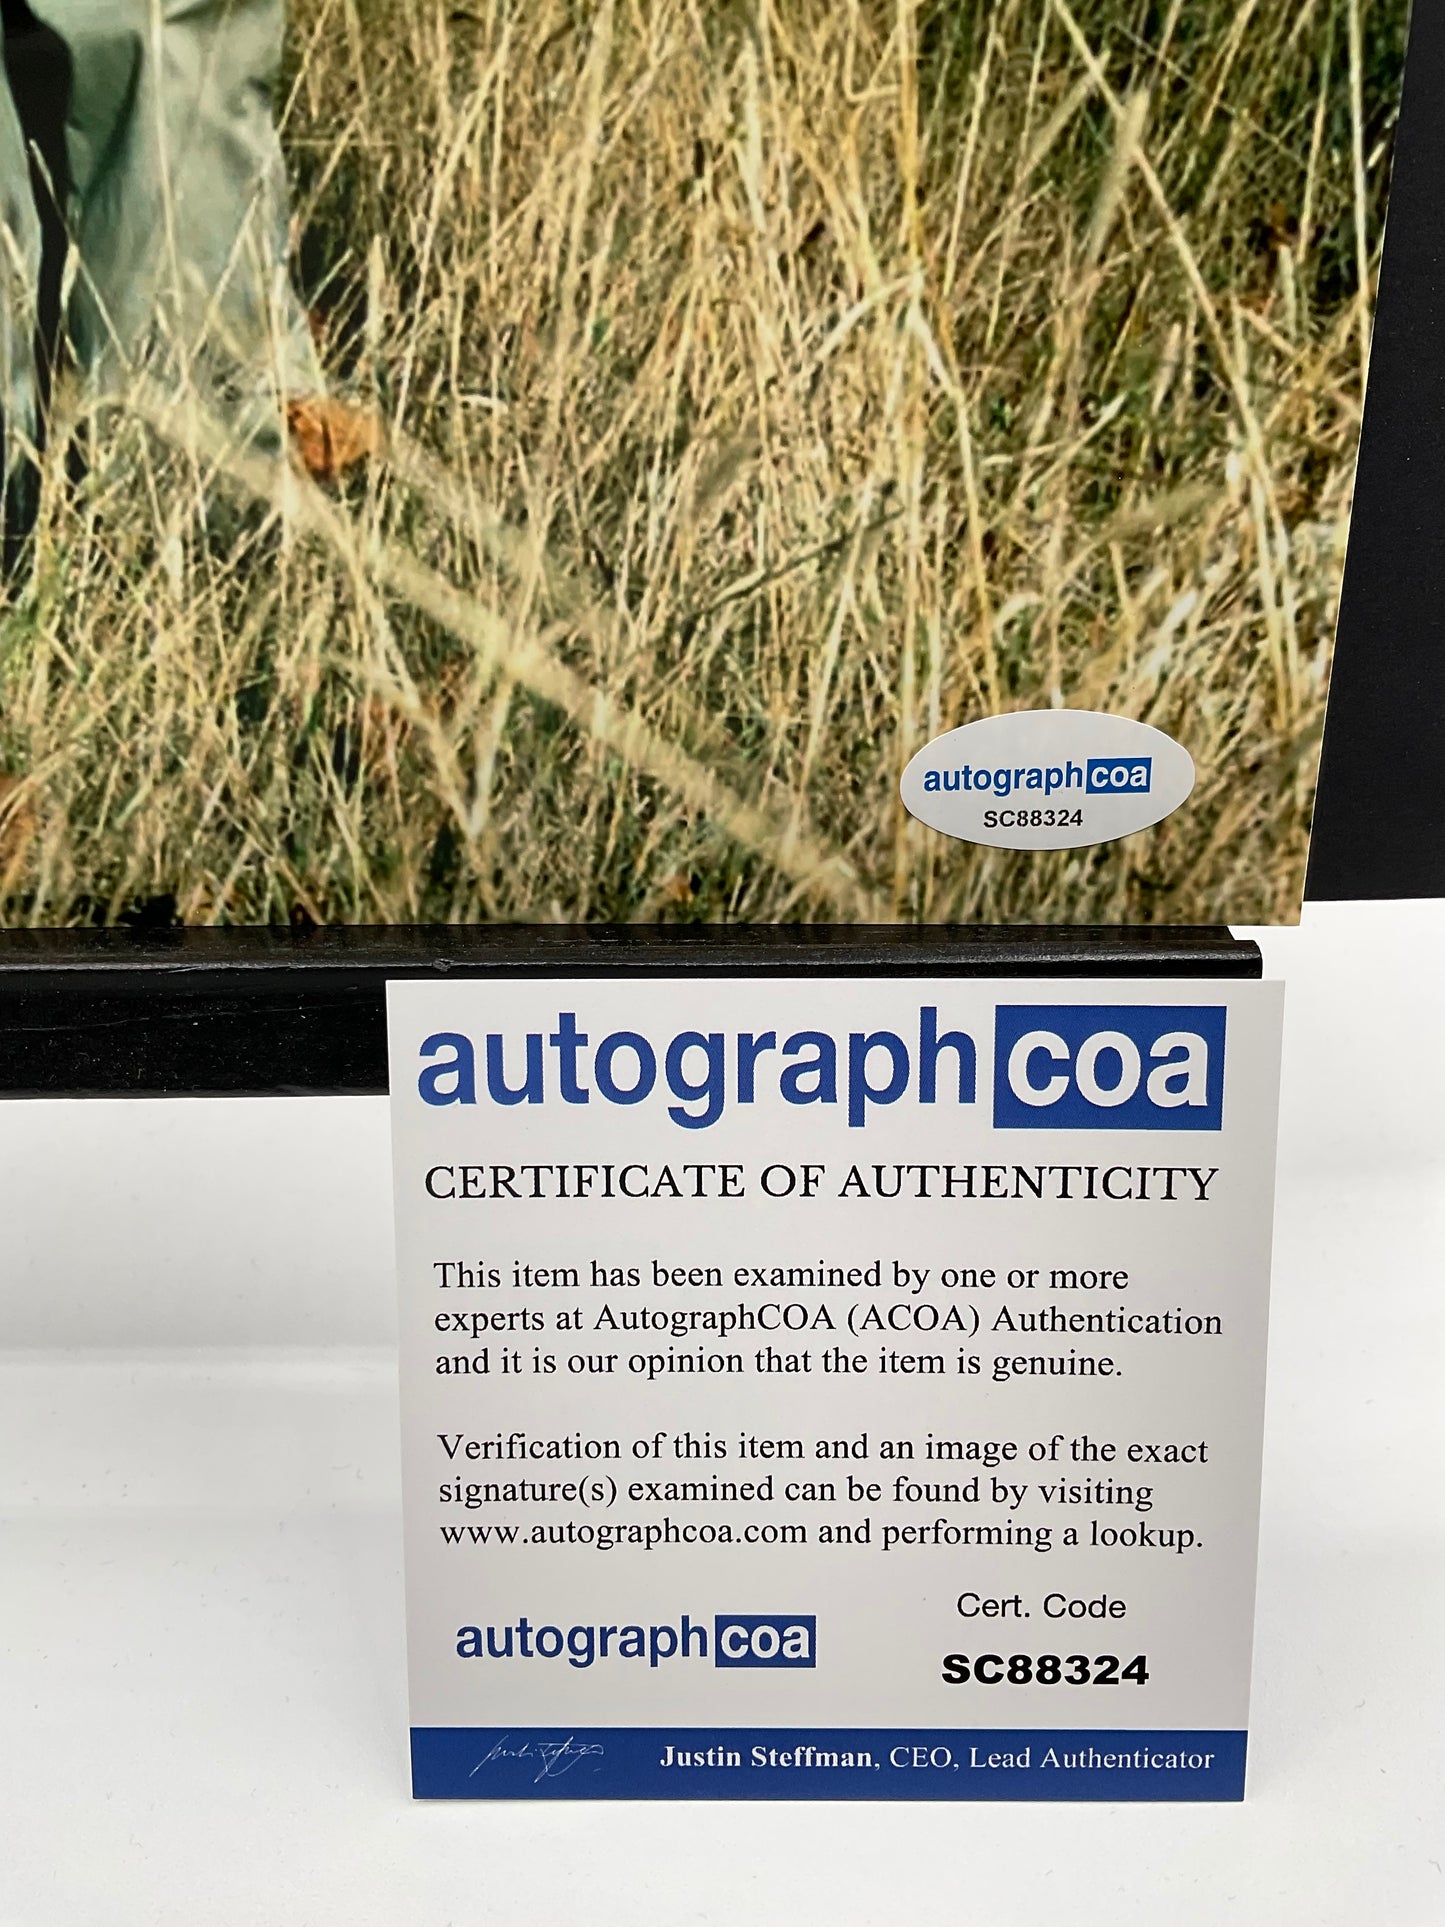 autographcoa
SC88324
autographcoa
CERTIFICATE OF AUTHENTICITY
This item has been examined by one or more
experts at AutographCOA (ACOA) Authentication
and it is our opinion that the item is genuine.
Verification of this item and an image of the exact
signature(s) examined can be found by visiting
www.autographcoa.com and performing a lookup.
Cert. Code
autographcoa
SC88324
Justin Steffman, CEO, Lead Authenticator